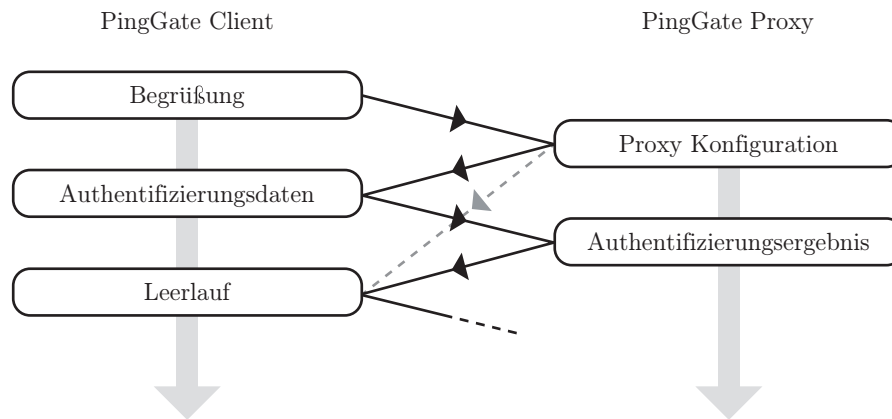 PingGate Client
PingGate Proxy
Begrüßung
Proxy Konfiguration
Authentifizierungsdaten
Authentifizierungsergebnis
Leerlauf